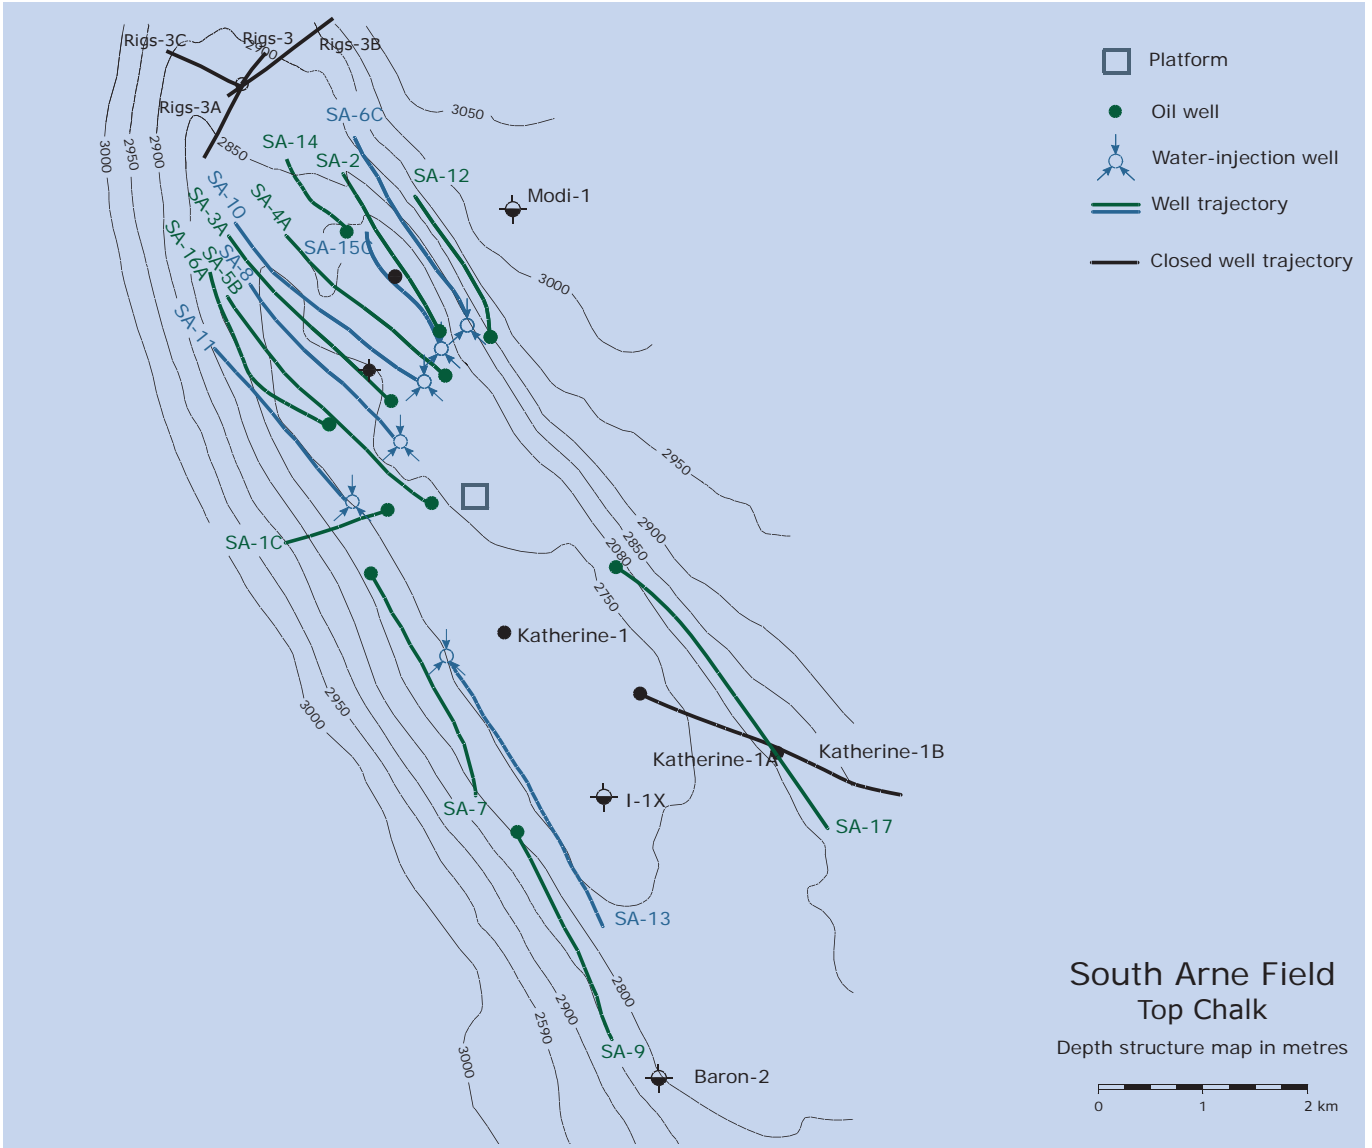 Rigs-3C
Rigs-3
Rigs-3B
2900
Rigs-3A
SA-6C
3050
SA-14
2850
SA-2
SA-12
3000
2950
2900
Modi-1
SA-10
SA-3A
SA-4A
SA-15C
SA-16A
SA-5B
SA-8
SA-11
3000
2950
SA-1C
2900
2850
2080
2750
Katherine-1
2950
3000
Katherine-1A
Katherine-1B
I-1X
SA-7
SA-17
SA-13
2800
2900
2590
3000
SA-9
Baron-2
Platform
Oil well
Water-injection well
Well trajectory
Closed well trajectory
South Arne Field
Top Chalk
Depth structure map in metres
0 1 2 km